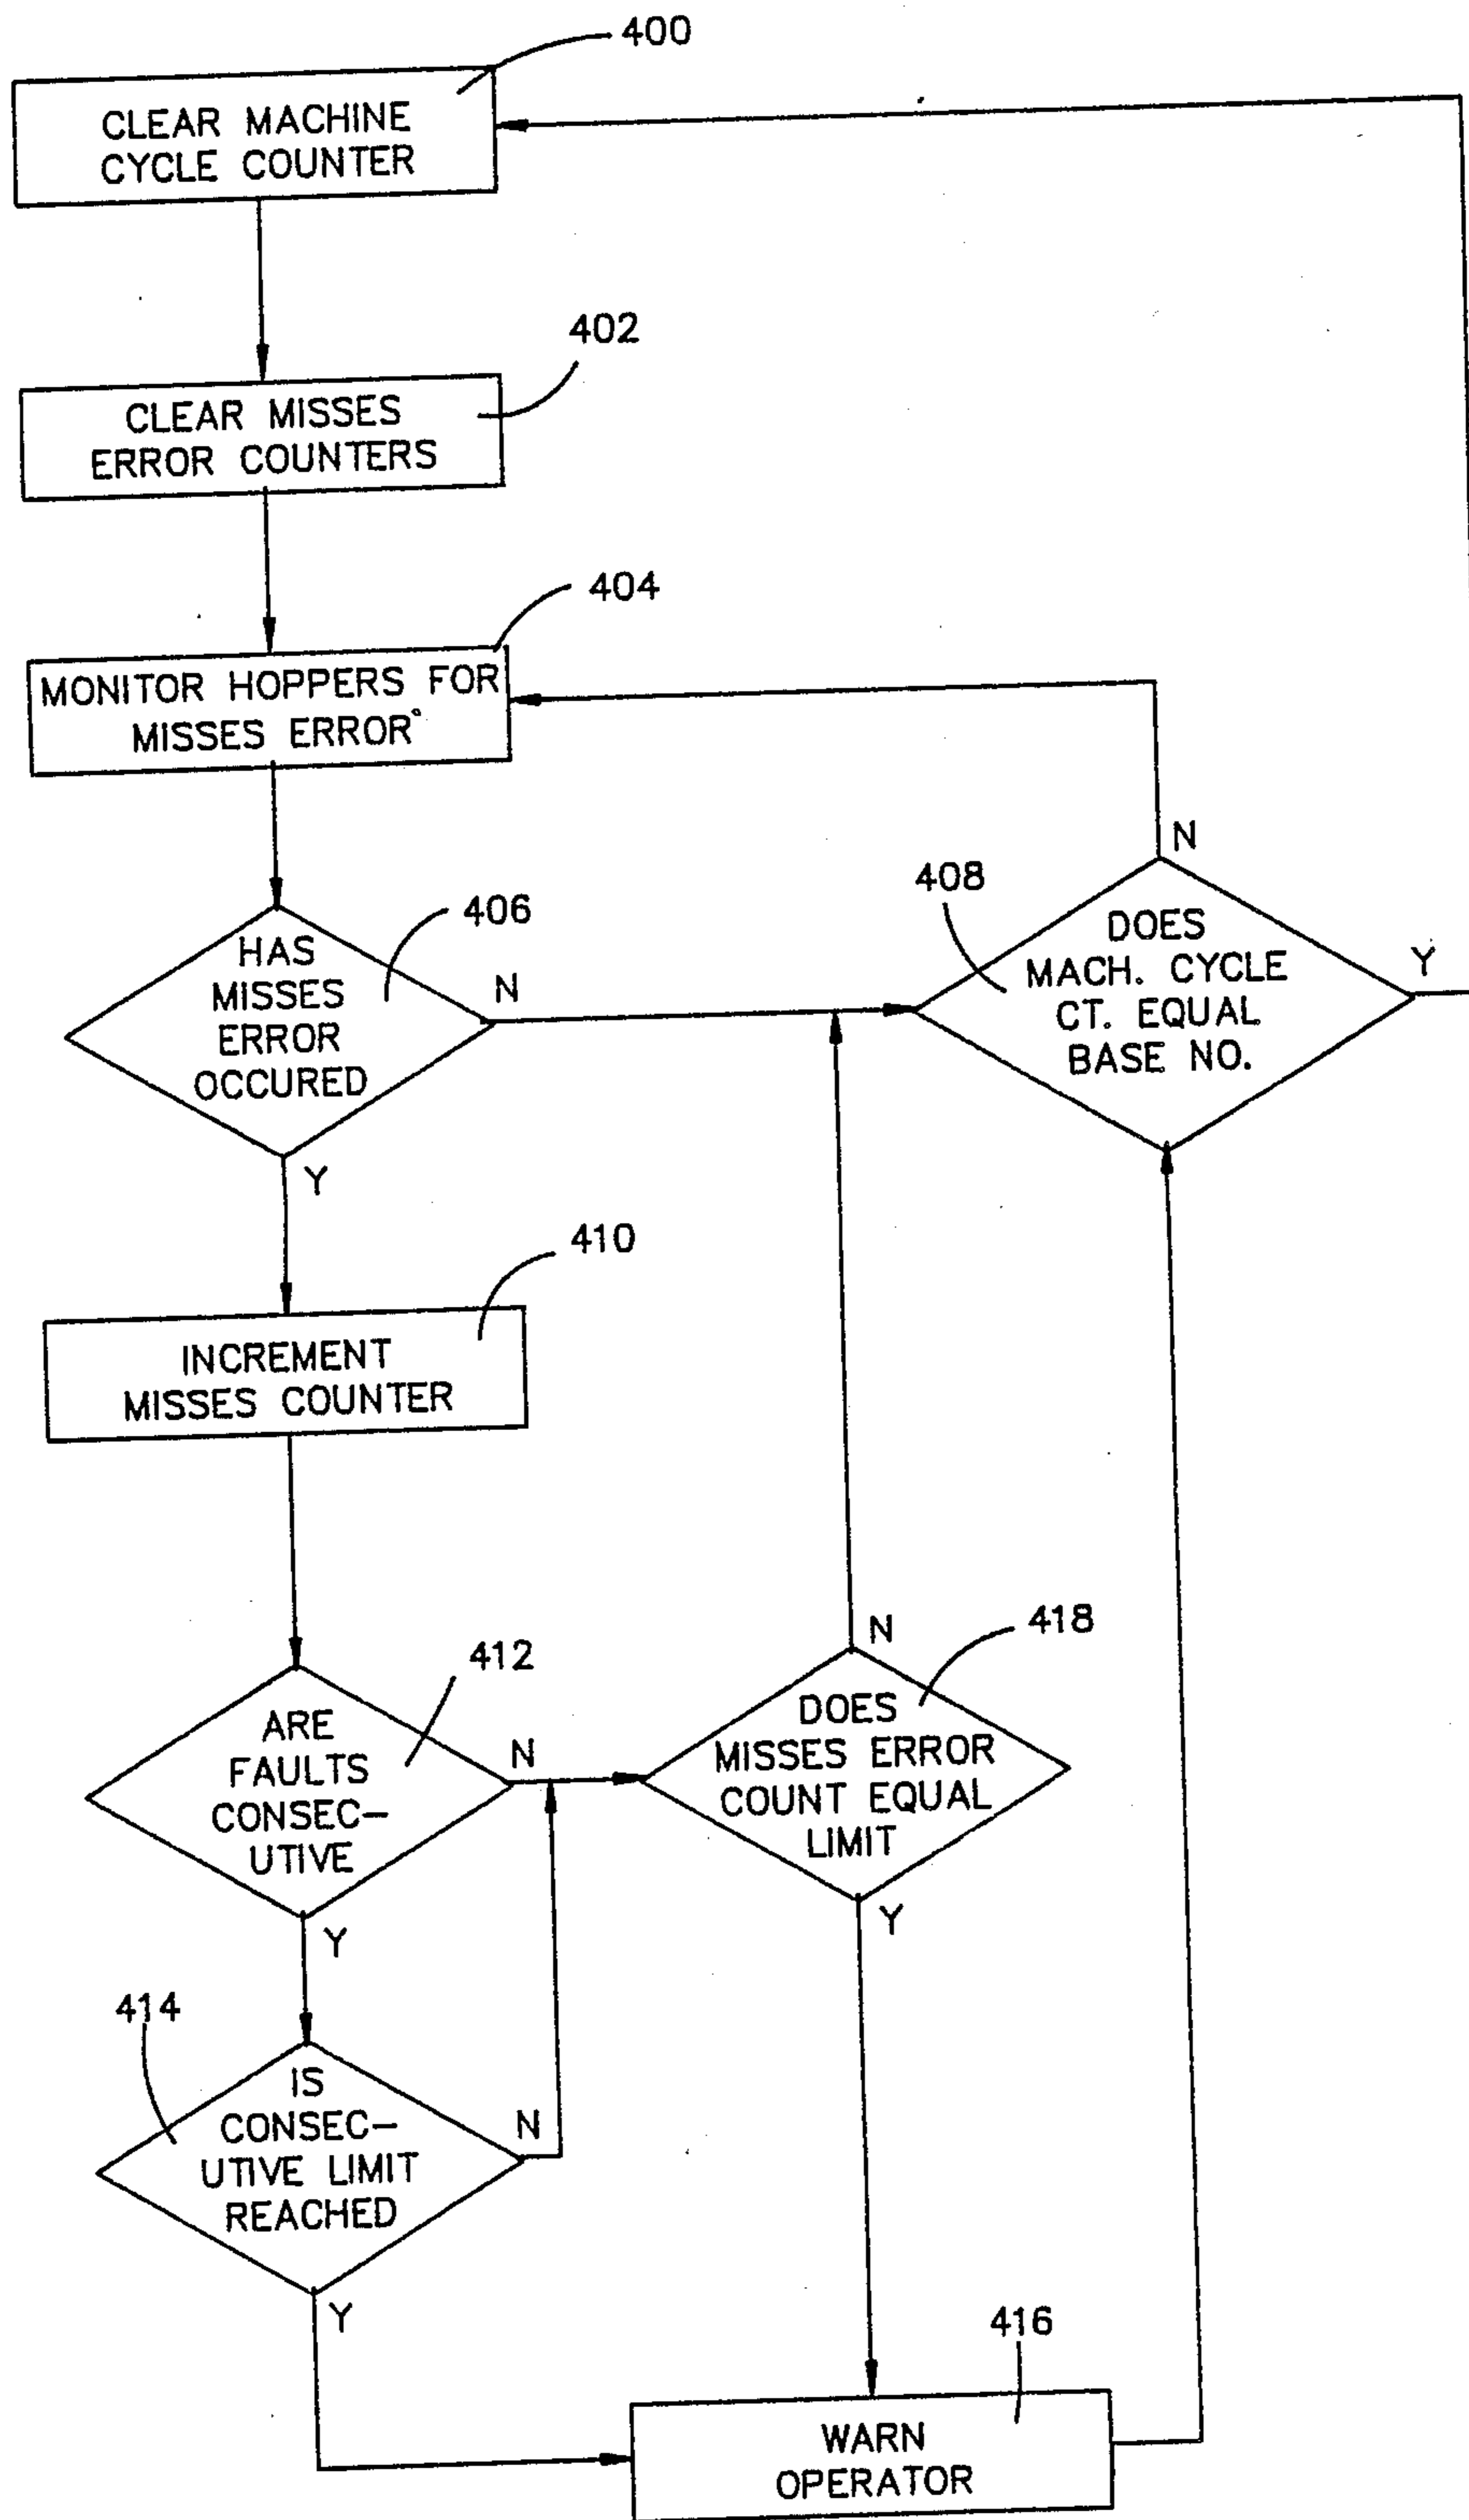 400
CLEAR MACHINE
CYCLE COUNTER
402
CLEAR MISSES
ERROR COUNTERS
404
MONITOR HOPPERS FOR
MISSES ERROR
406
HAS
MISSES
ERROR
OCCURED
N
Y
408
DOES
MACH. CYCLE
CT. EQUAL
BASE NO.
N
Y
410
INCREMENT
MISSES COUNTER
412
ARE
FAULTS
CONSEC-
UTIVE
N
Y
418
DOES
MISSES ERROR
COUNT EQUAL
LIMIT
N
Y
414
IS
CONSEC-
UTIVE LIMIT
REACHED
N
Y
416
WARN
OPERATOR